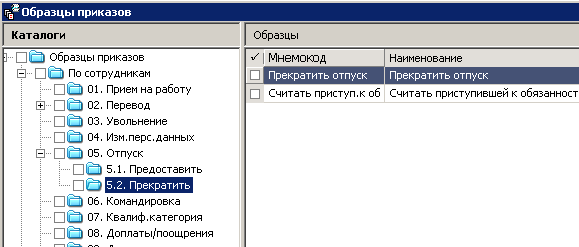 Образцы приказов
Каталоги
Образцы приказов
По сотрудникам
01. Прием на работу
02. Перевод
03. Увольнение
04. Изм.перс.данных
05. Отпуск
5.1. Предоставить
5.2. Прекратить
06. Командировка
07. Квалиф.категория
08. Доплаты/поощрения
Образцы
Мнемокод Наименование
Прекратить отпуск Прекратить отпуск
Считать приступ.к об Считать приступившей к обязанност